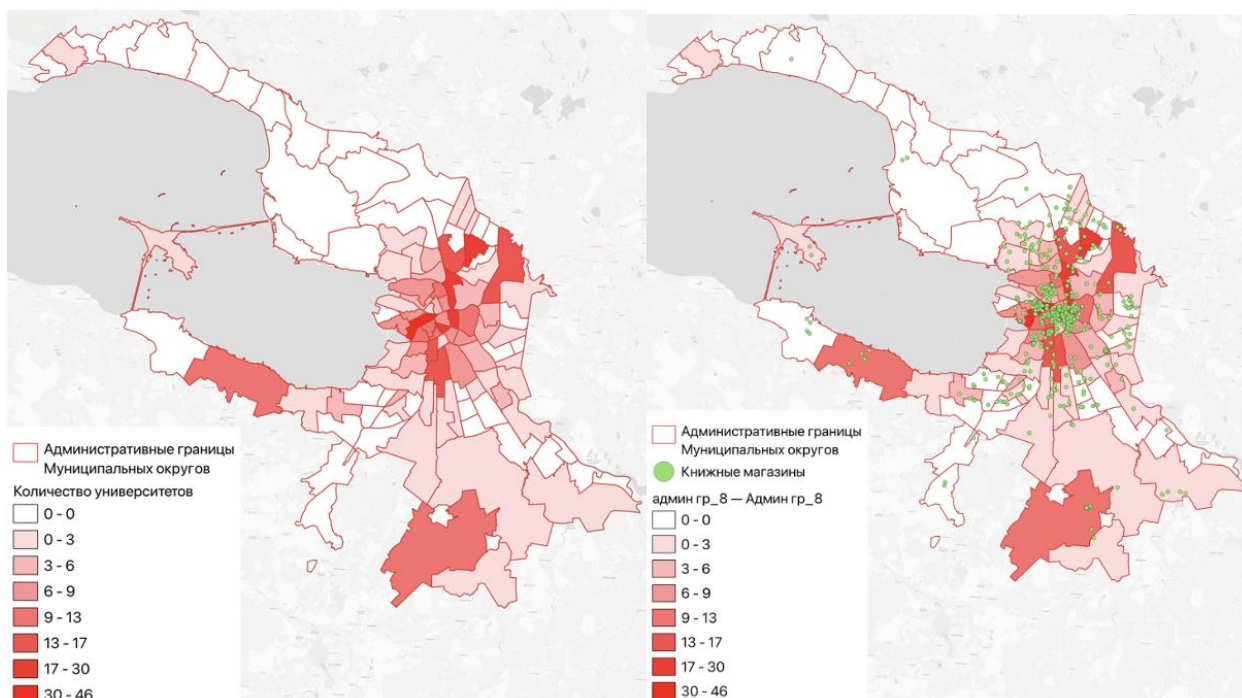 Административные границы
Муниципальных округов
Количество университетов
0 - 0
0 - 3
3 - 6
6 - 9
9 - 13
13 - 17
17 - 30
30 - 46
Административные границы
Муниципальных округов
Книжные магазины
админ гр_8 — Админ гр_8
0 - 0
0 - 3
3 - 6
6 - 9
9 - 13
13 - 17
17 - 30
30 - 46